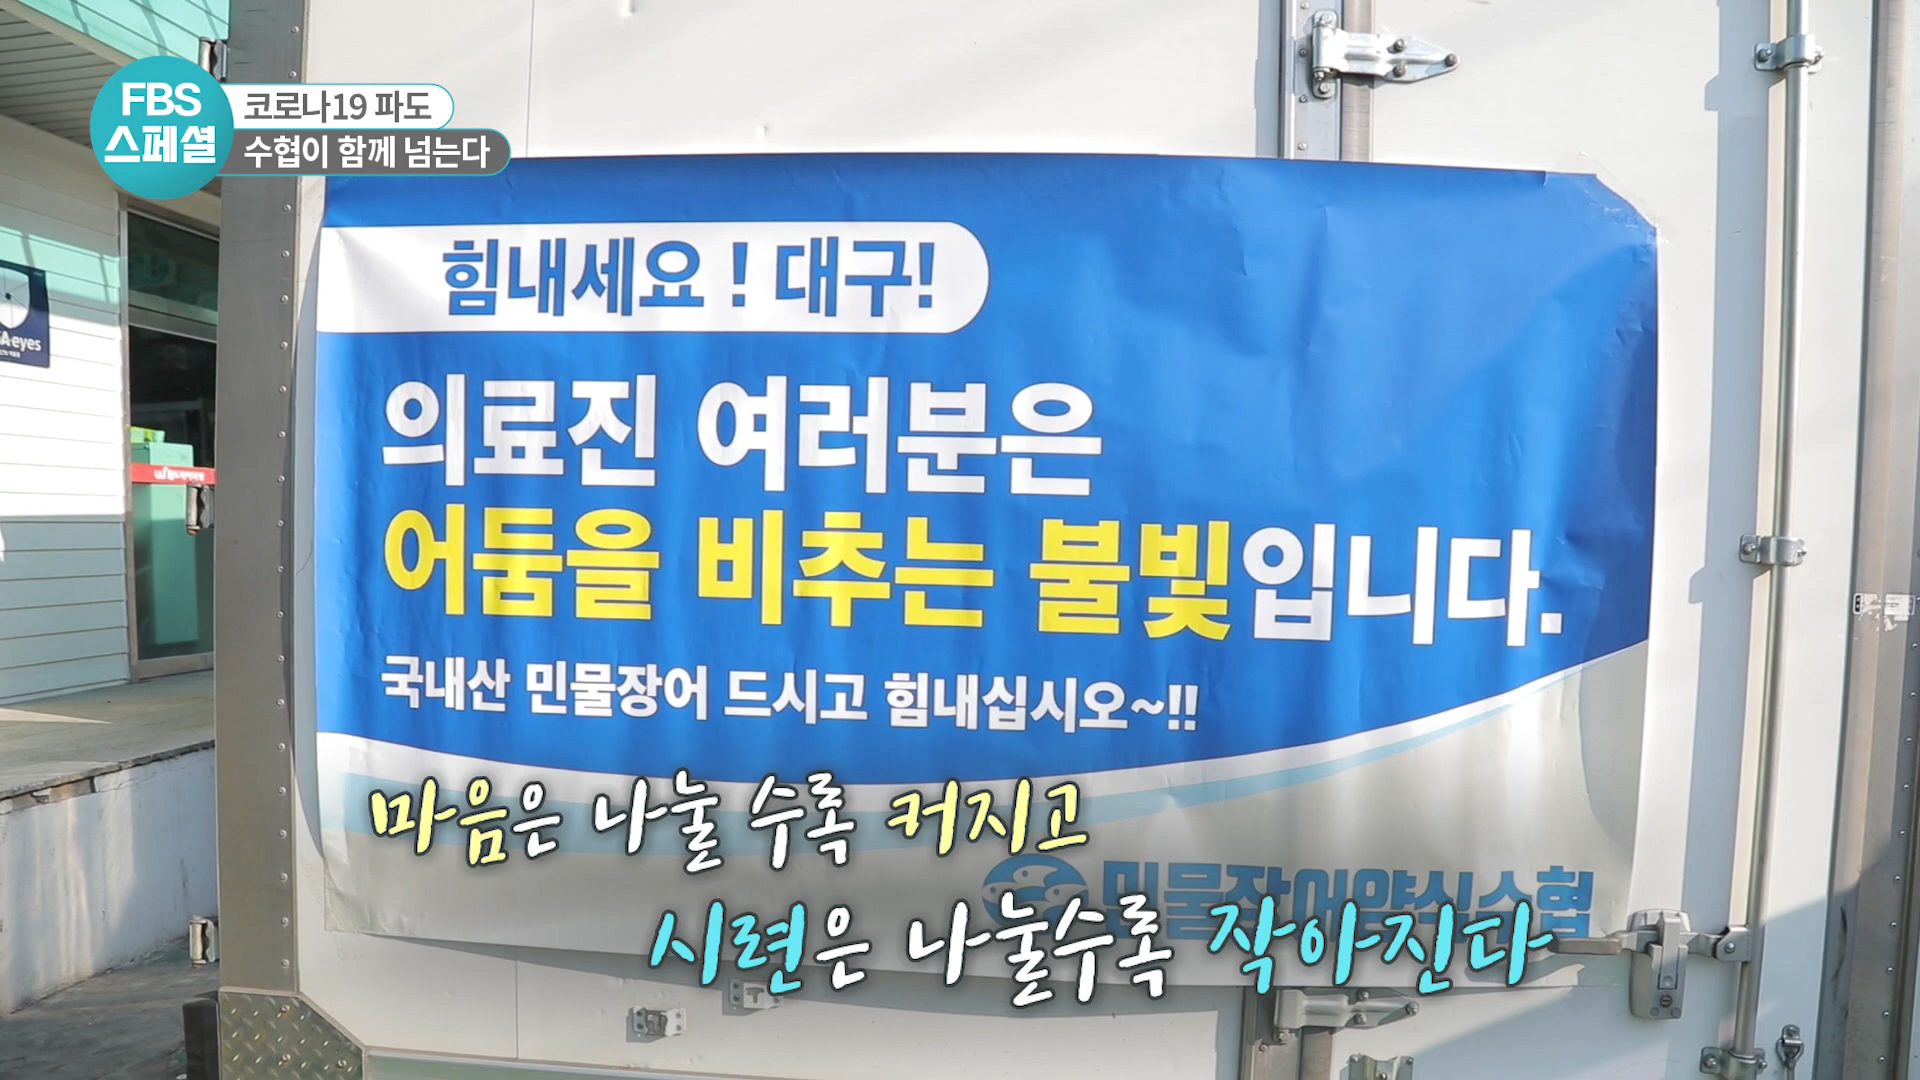 FBS
스페셜
코로나19 파도
수협이 함께 넘는다
힘내세요! 대구!
의료진 여러분은
어둠을 비추는 불빛입니다.
국내산 민물장어 드시고 힘내십시오~!!
마음은 나눌 수록 커지고
민물장어양식수협
시련은 나눌수록 작아진다
eyes